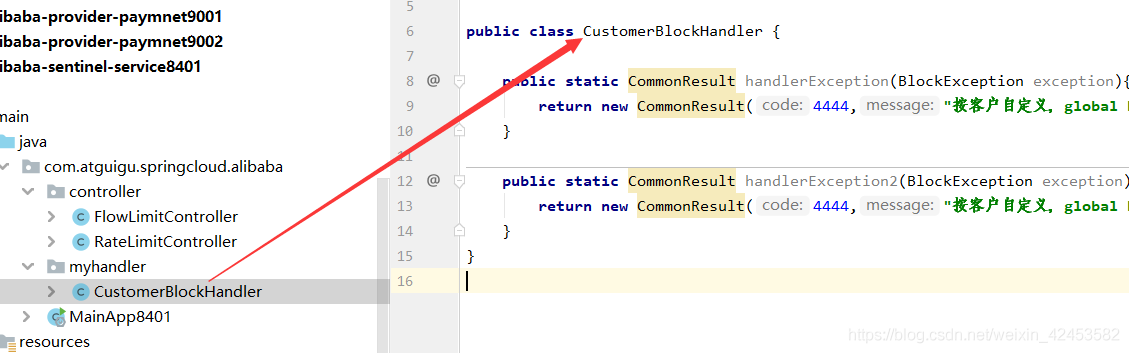 ibaba-provider-paymnet9001
ibaba-provider-paymnet9002
ibaba-sentinel-service8401
main
java
com.atguigu.springcloud.alibaba
controller
FlowLimitController
RateLimitController
myhandler
CustomerBlockHandler
MainApp8401
resources
5
6 public class CustomerBlockHandler {
8 @ public static CommonResult handlerException(BlockException exception){
9 return new CommonResult( code: 4444, message: "按客户自定义，global
10 }
11
12 @ public static CommonResult handlerException2(BlockException exception)
13 return new CommonResult( code: 4444, message: "按客户自定义，global
14 }
15 }
16
https://blog.csdn.net/weixin_42453582